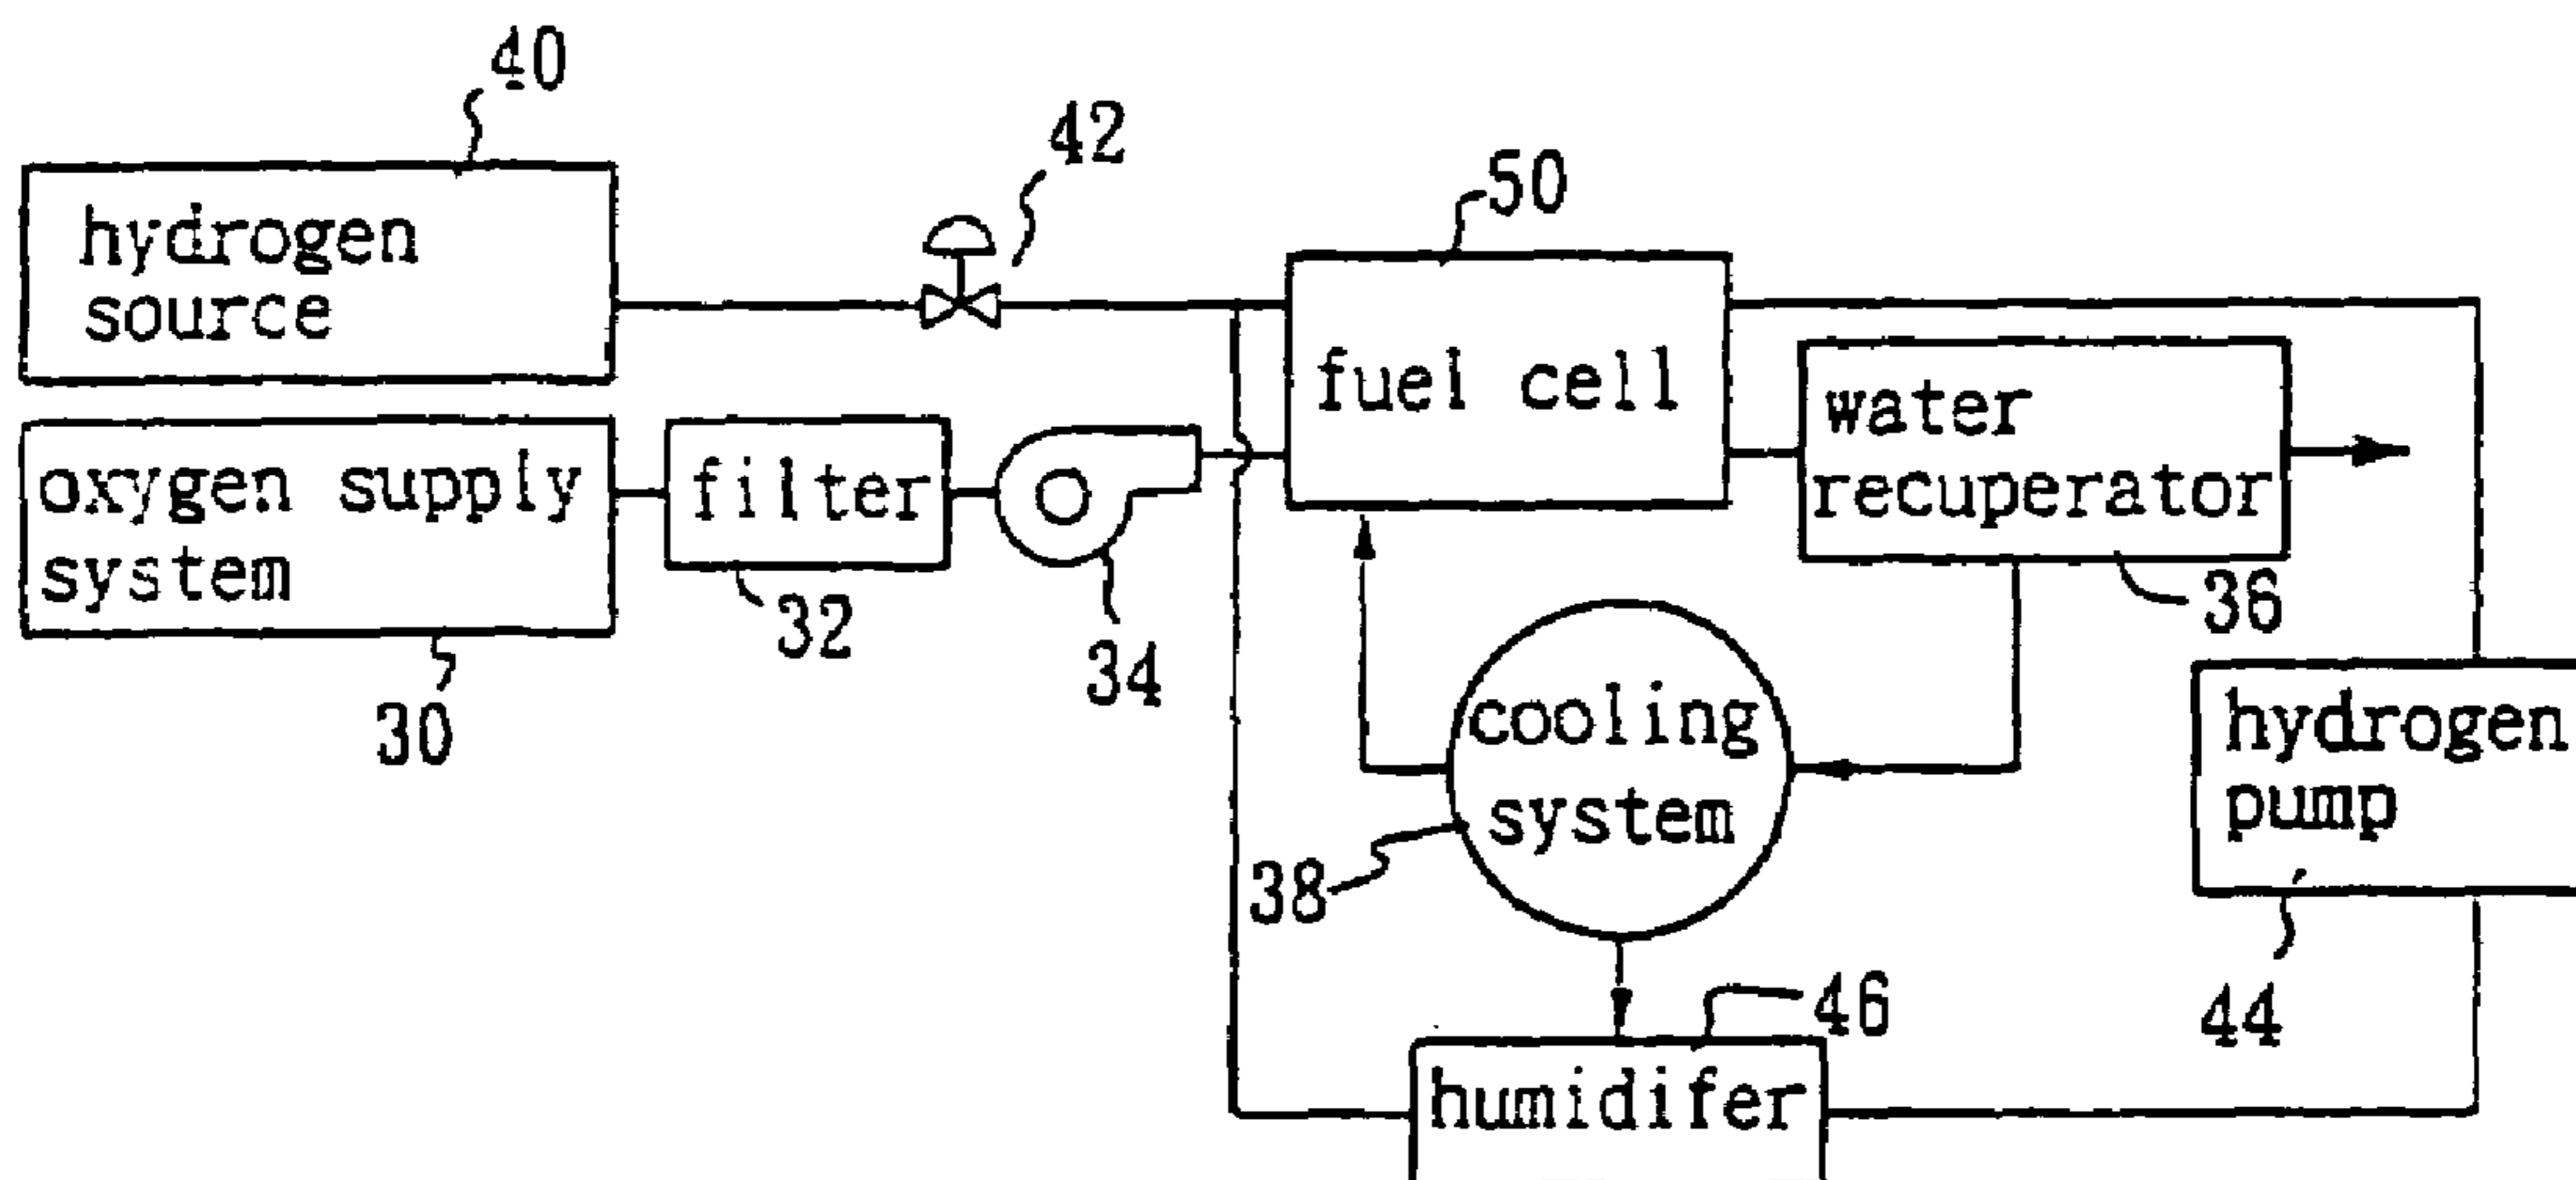 40
42
50
hydrogen
source
fuel cell
water
recuperator
oxygen supply
system
filter
32
34
36
30
cooling
system
38
hydrogen
pump
44
46
humidifer